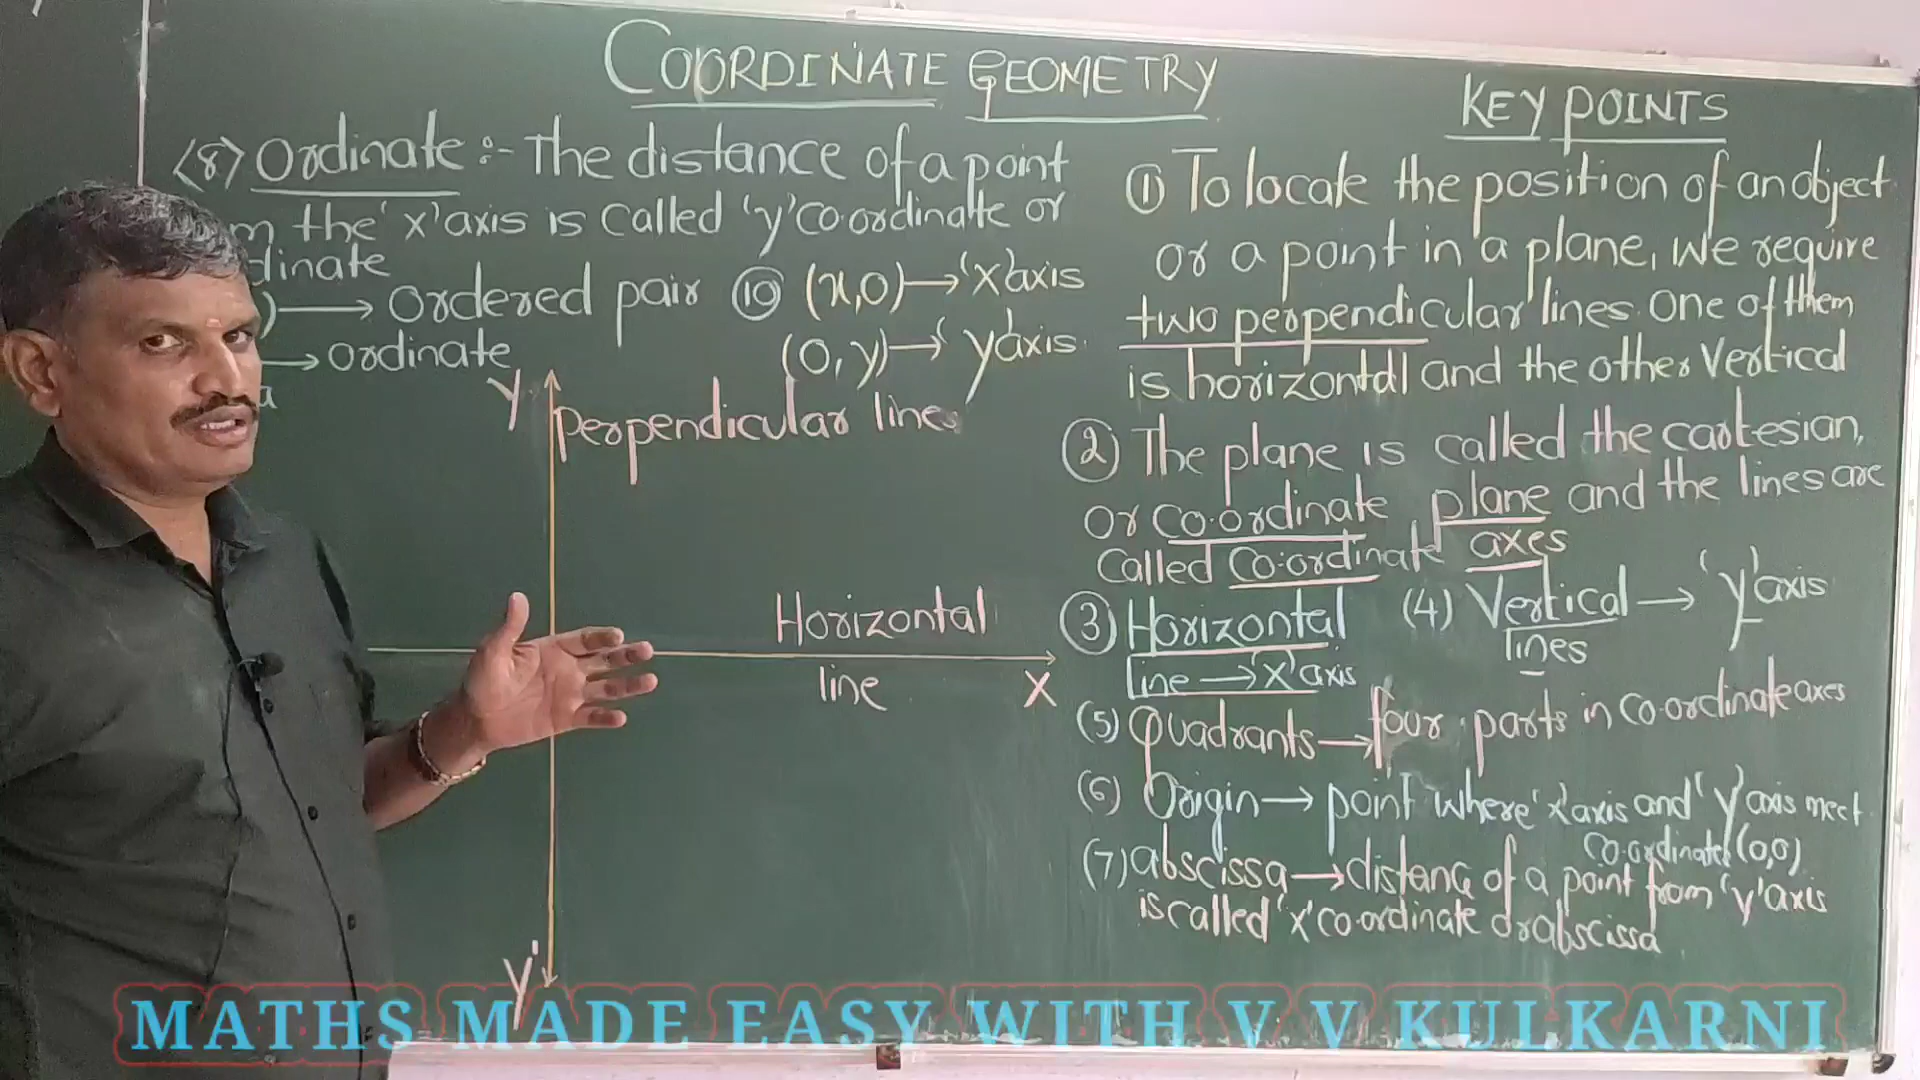 COORDINATE GEOMETRY
<8> Ordinate :- The distance of a point
m the 'x' axis is called 'y' co-ordinate or
dinate
) → Ordered pair ⑩ (x,0) → 'x' axis
→ Ordinate (0,y) → 'y' axis
a
Y Perpendicular lines
Horizontal
line X
Y'
KEY POINTS
① To locate the position of an object
or a point in a plane, we require
two perpendicular lines. One of them
is horizontal and the other vertical
② The plane is called the cartesian,
or co-ordinate plane and the lines are
called co-ordinate axes
③ Horizontal (4) Vertical → 'y' axis
line → 'x' axis lines
(5) Quadrants → four parts in co-ordinate axes
(6) Origin → point where 'x' axis and 'y' axis meet
co-ordinates (0,0)
(7) abscissa → distance of a point from 'y' axis
is called 'x' co-ordinate or abscissa
MATHS MADE EASY WITH V V KULKARNI